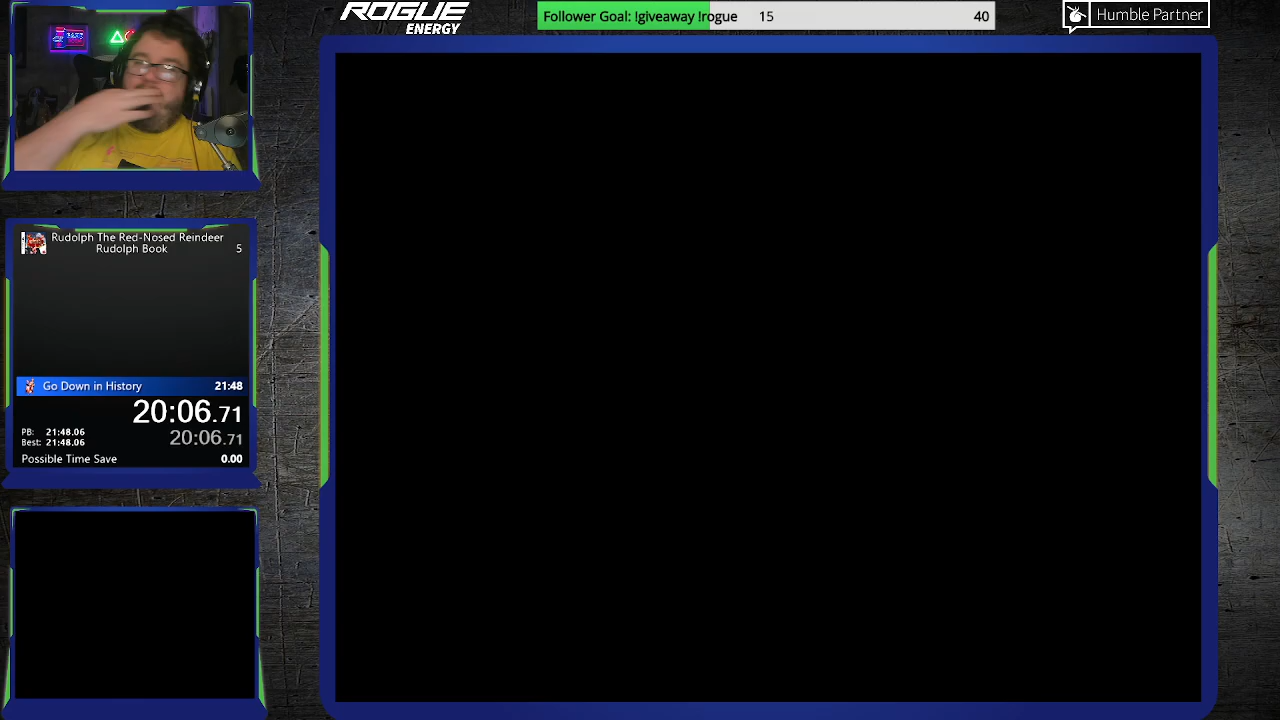 ROGUE
ENERGY
Follower Goal: !giveaway !rogue 15 40
Humble Partner
Rudolph The Red-Nosed Reindeer
Rudolph Book 5
Go Down in History 21:48
20:06.71
PB: 21:48.06
20:06.71
Best: 21:48.06
Possible Time Save 0.00